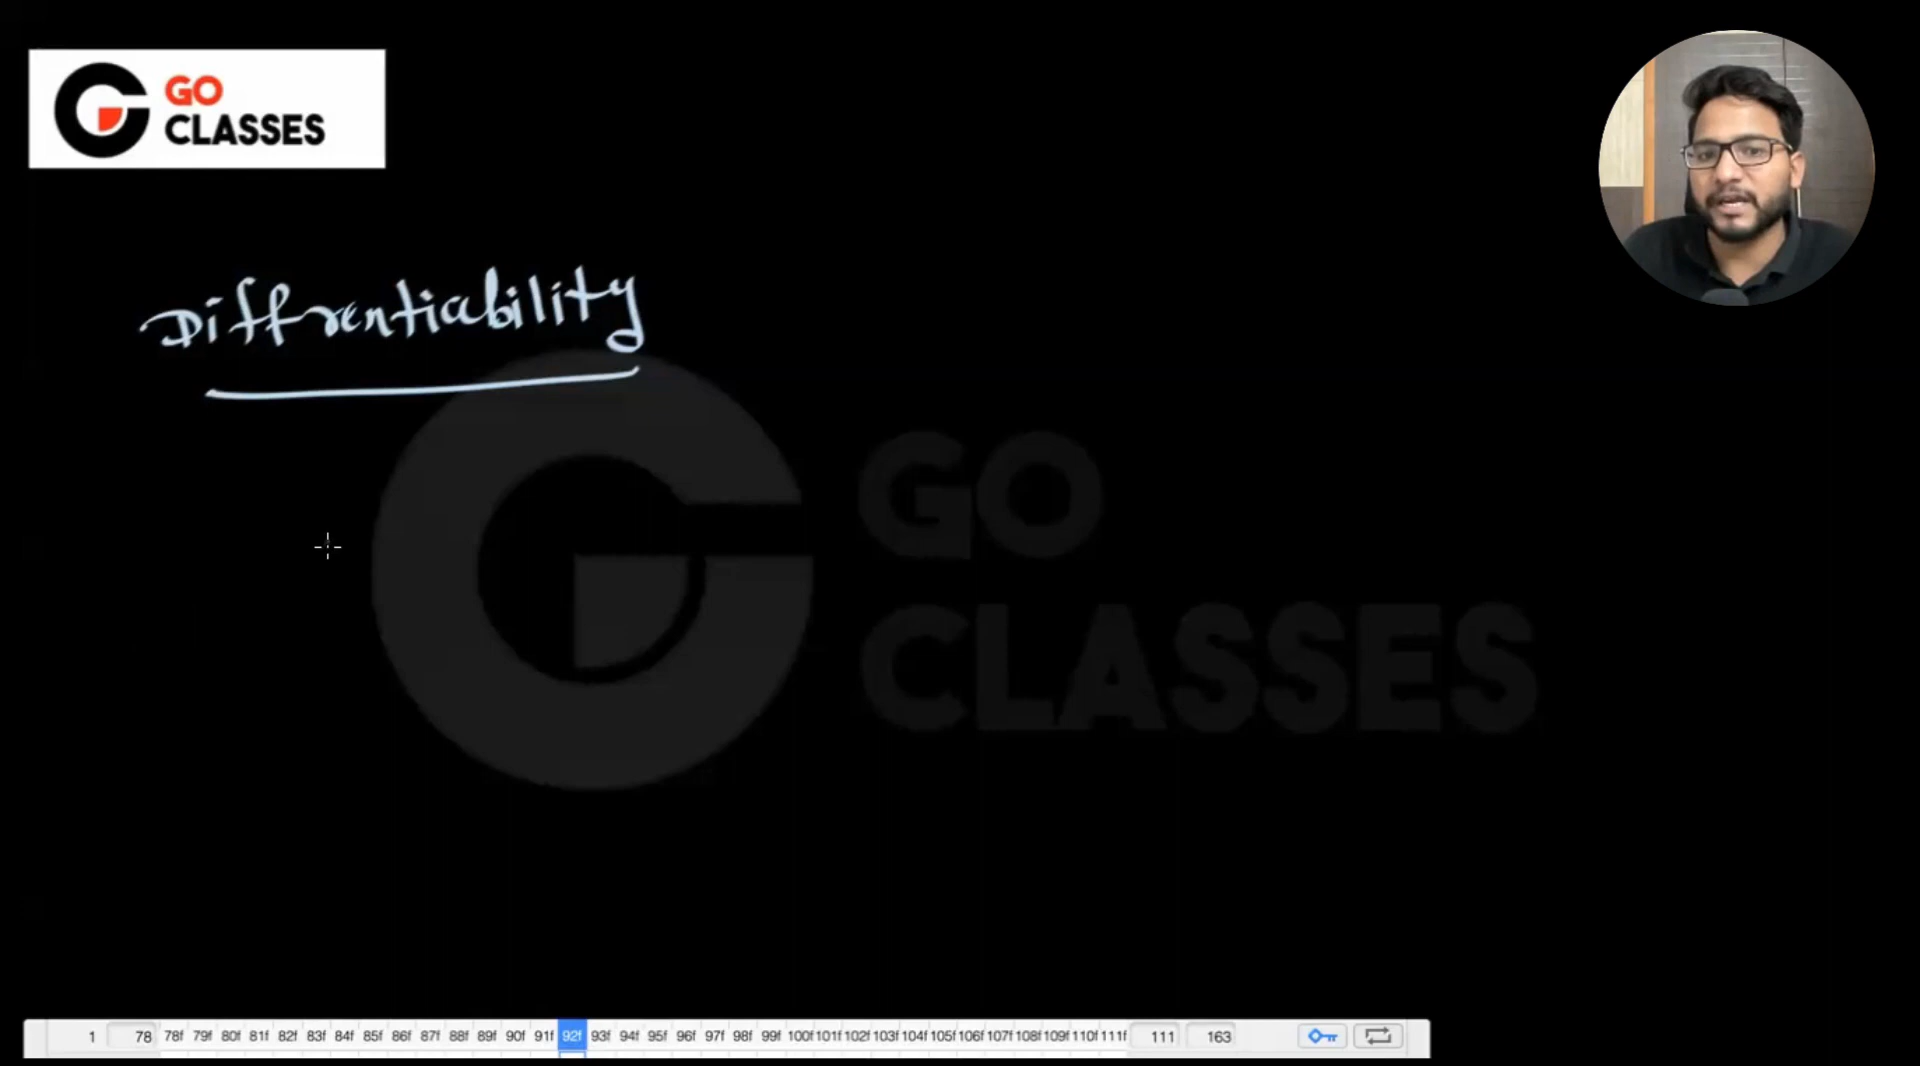 GO
CLASSES
Diffrentiability
GO
CLASSES
1 78 78f 79f 80f 81f 82f 83f 84f 85f 86f 87f 88f 89f 90f 91f 92f 93f 94f 95f 96f 97f 98f 99f 100f 101f 102f 103f 104f 105f 106f 107f 108f 109f 110f 111f 111 163